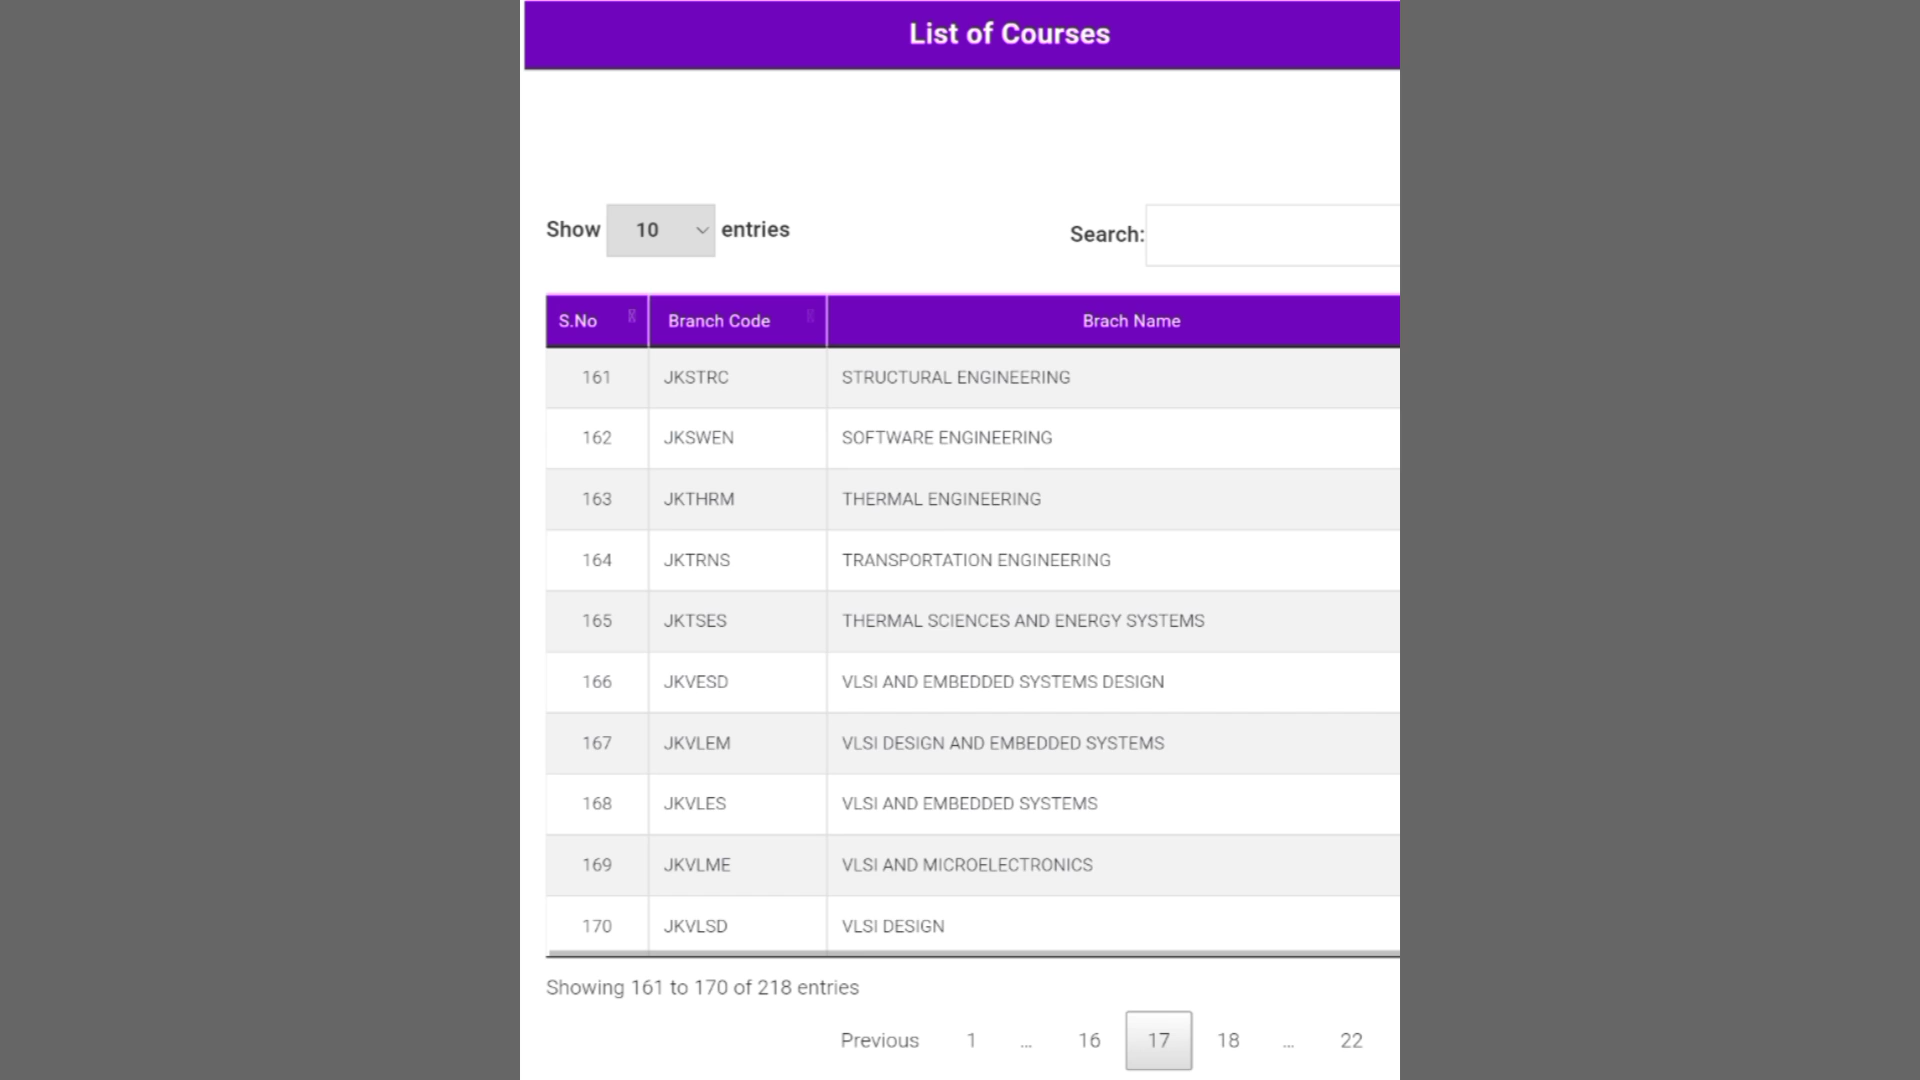 List of Courses
Show 10 entries Search:
S.No Branch Code Brach Name
161 JKSTRC STRUCTURAL ENGINEERING
162 JKSWEN SOFTWARE ENGINEERING
163 JKTHRM THERMAL ENGINEERING
164 JKTRNS TRANSPORTATION ENGINEERING
165 JKTSES THERMAL SCIENCES AND ENERGY SYSTEMS
166 JKVESD VLSI AND EMBEDDED SYSTEMS DESIGN
167 JKVLEM VLSI DESIGN AND EMBEDDED SYSTEMS
168 JKVLES VLSI AND EMBEDDED SYSTEMS
169 JKVLME VLSI AND MICROELECTRONICS
170 JKVLSD VLSI DESIGN
Showing 161 to 170 of 218 entries
Previous 1 … 16 17 18 … 22